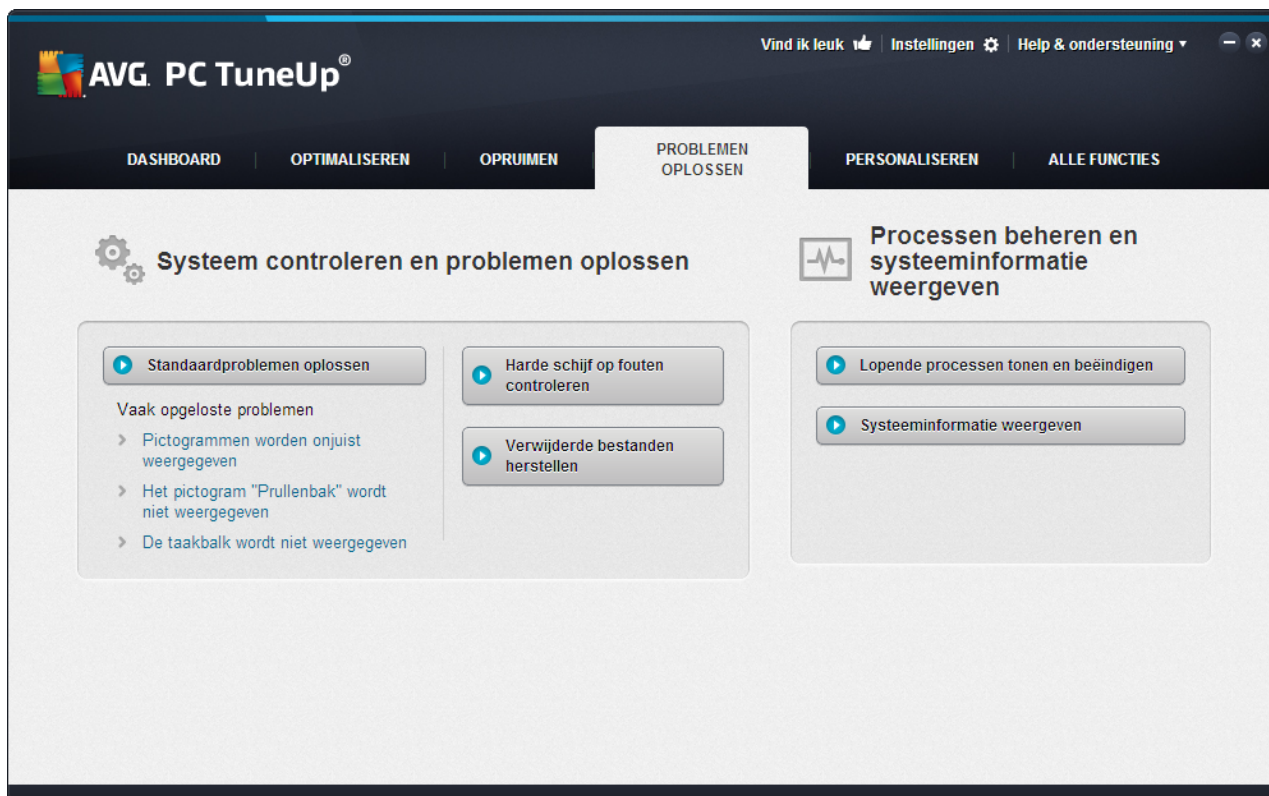 Vind ik leuk
Instellingen
Help & ondersteuning
AVG. PC TuneUp®
DASHBOARD
OPTIMALISEREN
OPRUIMEN
PROBLEMEN
OPLOSSEN
PERSONALISEREN
ALLE FUNCTIES
Systeem controleren en problemen oplossen
Standaardproblemen oplossen
Vaak opgeloste problemen
Pictogrammen worden onjuist
weergegeven
Het pictogram "Prullenbak" wordt
niet weergegeven
De taakbalk wordt niet weergegeven
Harde schijf op fouten
controleren
Verwijderde bestanden
herstellen
Processen beheren en
systeeminformatie
weergeven
Lopende processen tonen en beëindigen
Systeeminformatie weergeven